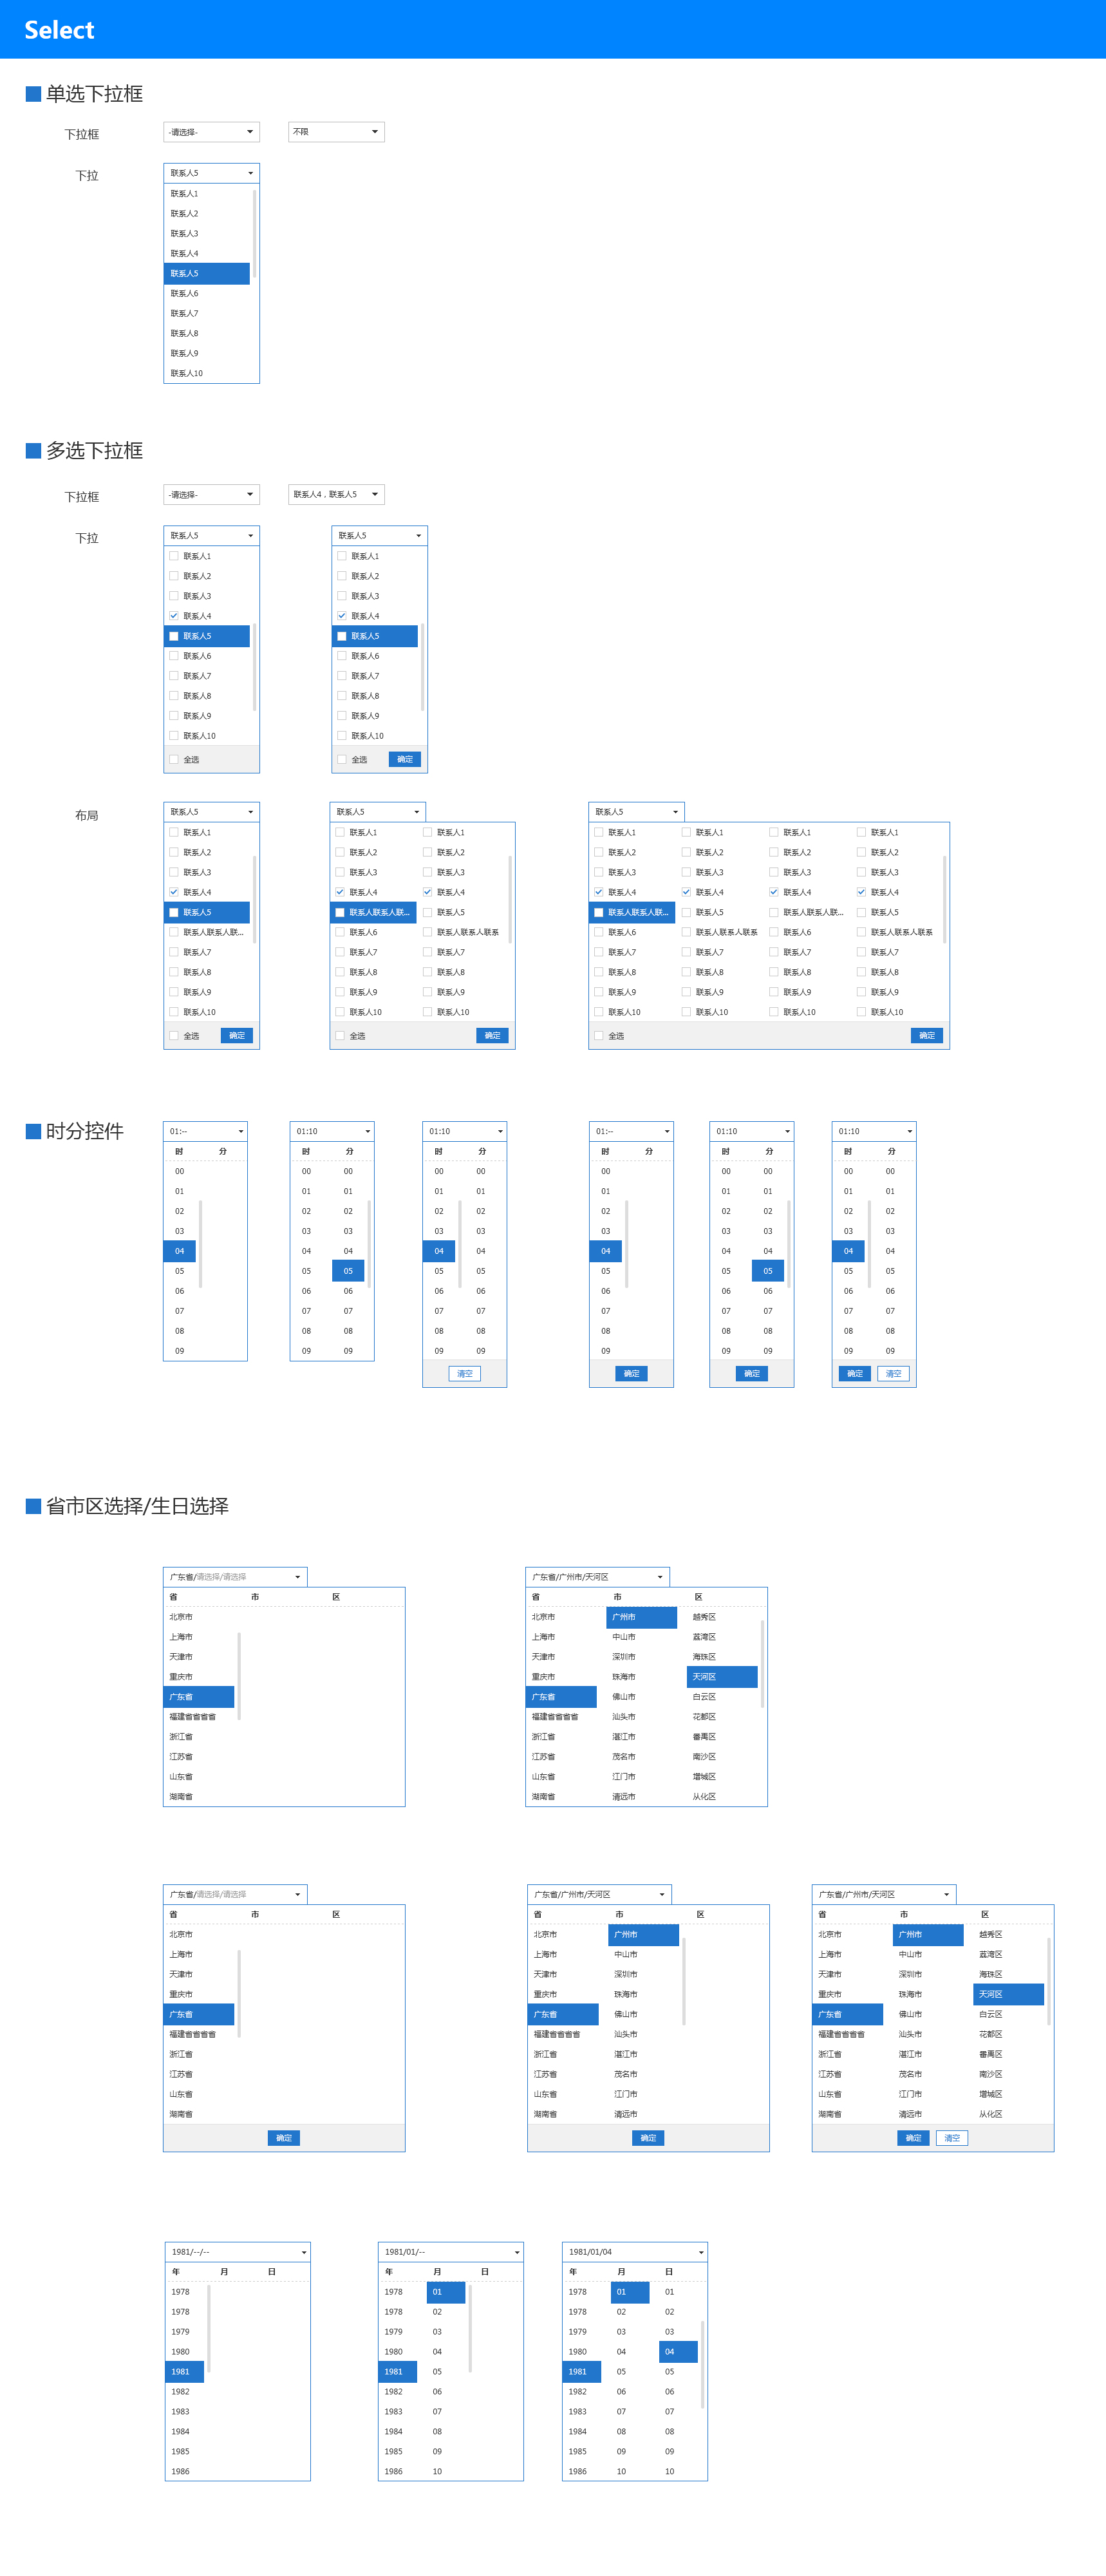 Select
单选下拉框
下拉框
-请选择-
不限
下拉
联系人5
联系人1
联系人2
联系人3
联系人4
联系人5
联系人6
联系人7
联系人8
联系人9
联系人10
多选下拉框
下拉框
-请选择-
联系人4，联系人5
下拉
联系人5
联系人1
联系人2
联系人3
联系人4
联系人5
联系人6
联系人7
联系人8
联系人9
联系人10
全选
联系人5
联系人1
联系人2
联系人3
联系人4
联系人5
联系人6
联系人7
联系人8
联系人9
联系人10
全选 确定
布局
联系人5
联系人1
联系人2
联系人3
联系人4
联系人5
联系人联系人联...
联系人7
联系人8
联系人9
联系人10
全选 确定
联系人5
联系人1 联系人1
联系人2 联系人2
联系人3 联系人3
联系人4 联系人4
联系人联系人联... 联系人5
联系人6 联系人联系人联系
联系人7 联系人7
联系人8 联系人8
联系人9 联系人9
联系人10 联系人10
全选 确定
联系人5
联系人1 联系人1 联系人1 联系人1
联系人2 联系人2 联系人2 联系人2
联系人3 联系人3 联系人3 联系人3
联系人4 联系人4 联系人4 联系人4
联系人联系人联... 联系人5 联系人联系人联... 联系人5
联系人6 联系人联系人联系 联系人6 联系人联系人联系
联系人7 联系人7 联系人7 联系人7
联系人8 联系人8 联系人8 联系人8
联系人9 联系人9 联系人9 联系人9
联系人10 联系人10 联系人10 联系人10
全选 确定
时分控件
01:--
时 分
00
01
02
03
04
05
06
07
08
09
01:10
时 分
00 00
01 01
02 02
03 03
04 04
05 05
06 06
07 07
08 08
09 09
01:10
时 分
00 00
01 01
02 02
03 03
04 04
05 05
06 06
07 07
08 08
09 09
清空
01:--
时 分
00
01
02
03
04
05
06
07
08
09
确定
01:10
时 分
00 00
01 01
02 02
03 03
04 04
05 05
06 06
07 07
08 08
09 09
确定
01:10
时 分
00 00
01 01
02 02
03 03
04 04
05 05
06 06
07 07
08 08
09 09
确定 清空
省市区选择/生日选择
广东省/请选择/请选择
省 市 区
北京市
上海市
天津市
重庆市
广东省
福建省省省省
浙江省
江苏省
山东省
湖南省
广东省/广州市/天河区
省 市 区
北京市 广州市 越秀区
上海市 中山市 荔湾区
天津市 深圳市 海珠区
重庆市 珠海市 天河区
广东省 佛山市 白云区
福建省省省省 汕头市 花都区
浙江省 湛江市 番禺区
江苏省 茂名市 南沙区
山东省 江门市 增城区
湖南省 清远市 从化区
广东省/请选择/请选择
省 市 区
北京市
上海市
天津市
重庆市
广东省
福建省省省省
浙江省
江苏省
山东省
湖南省
确定
广东省/广州市/天河区
省 市 区
北京市 广州市
上海市 中山市
天津市 深圳市
重庆市 珠海市
广东省 佛山市
福建省省省省 汕头市
浙江省 湛江市
江苏省 茂名市
山东省 江门市
湖南省 清远市
确定
广东省/广州市/天河区
省 市 区
北京市 广州市 越秀区
上海市 中山市 荔湾区
天津市 深圳市 海珠区
重庆市 珠海市 天河区
广东省 佛山市 白云区
福建省省省省 汕头市 花都区
浙江省 湛江市 番禺区
江苏省 茂名市 南沙区
山东省 江门市 增城区
湖南省 清远市 从化区
确定 清空
1981/--/--
年 月 日
1978
1978
1979
1980
1981
1982
1983
1984
1985
1986
1981/01/--
年 月 日
1978 01
1978 02
1979 03
1980 04
1981 05
1982 06
1983 07
1984 08
1985 09
1986 10
1981/01/04
年 月 日
1978 01 01
1978 02 02
1979 03 03
1980 04 04
1981 05 05
1982 06 06
1983 07 07
1984 08 08
1985 09 09
1986 10 10